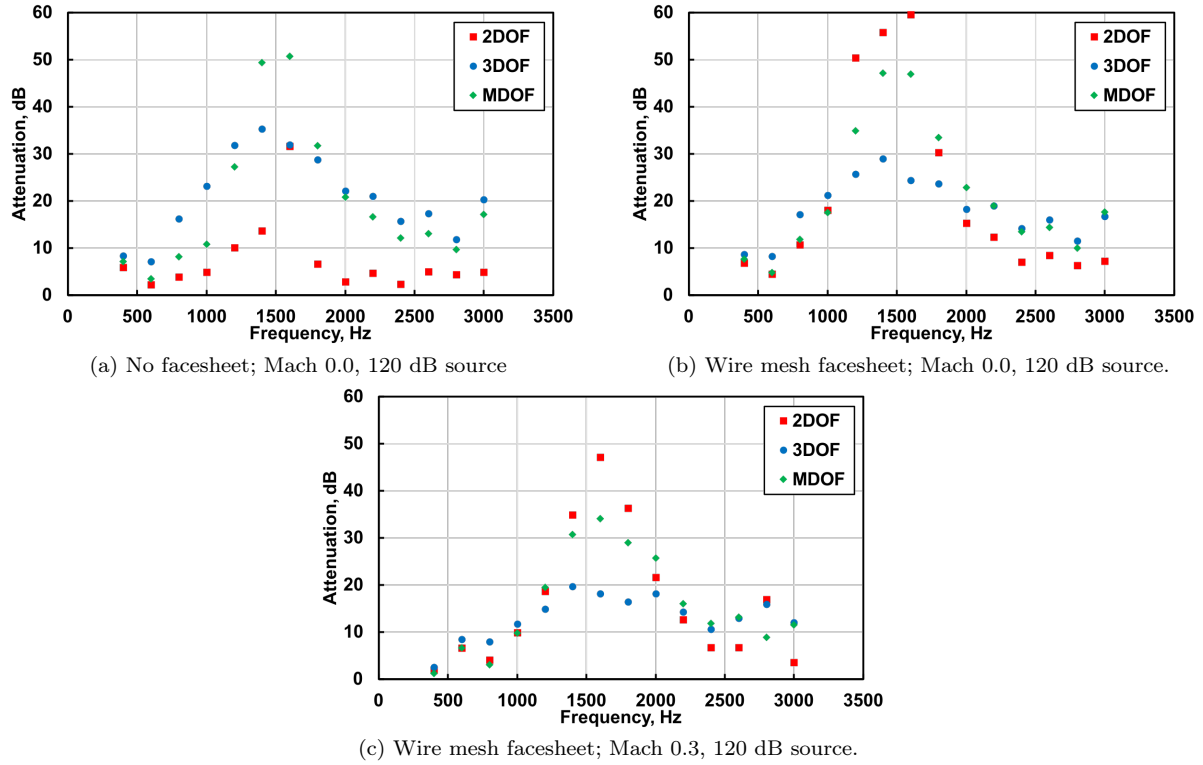 60
50
40
30
20
10
0
Attenuation, dB
2DOF
3DOF
MDOF
0 500 1000 1500 2000 2500 3000 3500
Frequency, Hz
(a) No facesheet; Mach 0.0, 120 dB source
60
50
40
30
20
10
0
Attenuation, dB
2DOF
3DOF
MDOF
0 500 1000 1500 2000 2500 3000 3500
Frequency, Hz
(b) Wire mesh facesheet; Mach 0.0, 120 dB source.
60
50
40
30
20
10
0
Attenuation, dB
2DOF
3DOF
MDOF
0 500 1000 1500 2000 2500 3000 3500
Frequency, Hz
(c) Wire mesh facesheet; Mach 0.3, 120 dB source.